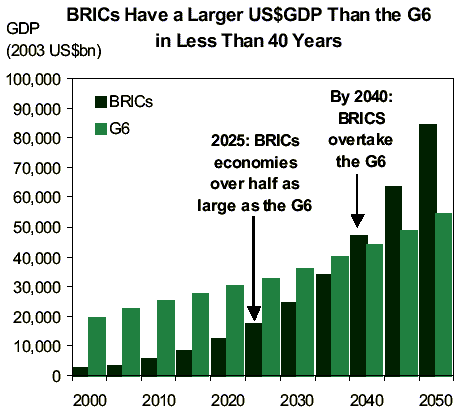 BRICs Have a Larger US$GDP Than the G6
in Less Than 40 Years
GDP
(2003 US$bn)
100,000
90,000
80,000
70,000
60,000
50,000
40,000
30,000
20,000
10,000
0
BRICs
G6
2025: BRICs
economies
over half as
large as the G6
By 2040:
BRICS
overtake
the G6
2000 2010 2020 2030 2040 2050